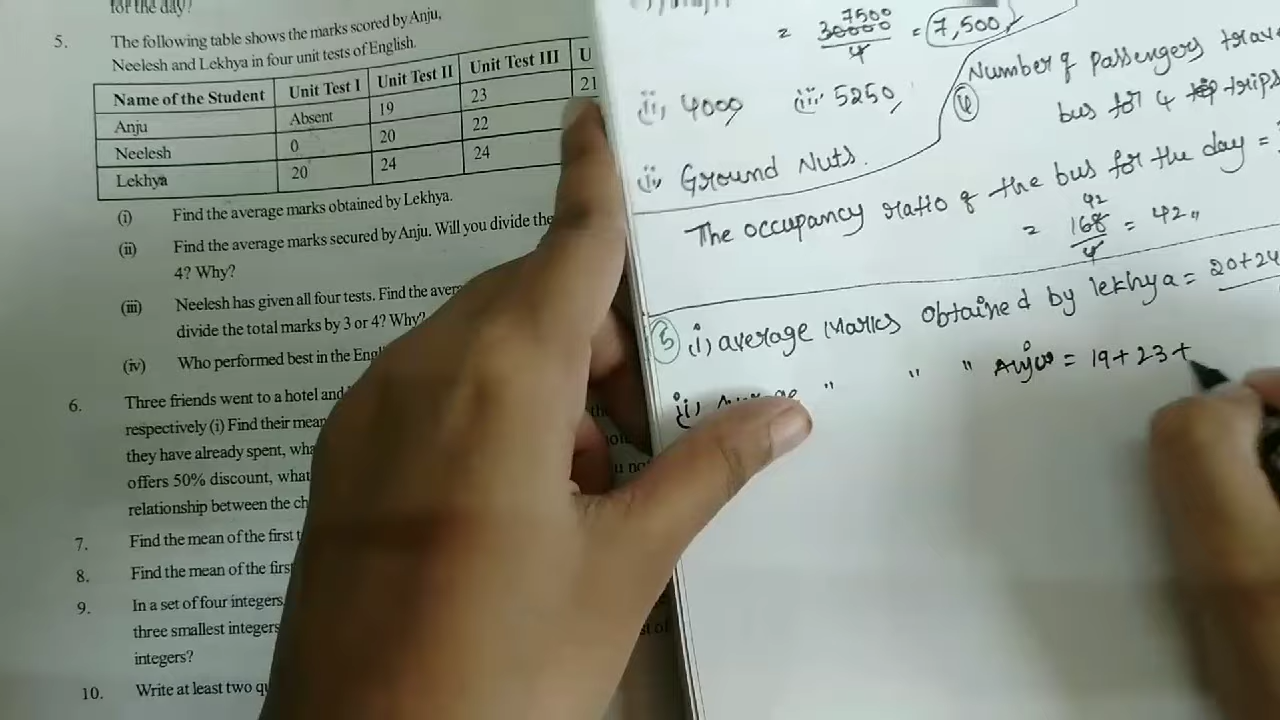 for the day?
5. The following table shows the marks scored by Anju,
Neelesh and Lekhya in four unit tests of English.
Name of the Student Unit Test I Unit Test II Unit Test III U
Anju Absent 19 23 21
Neelesh 0 20 22
Lekhya 20 24 24
(i) Find the average marks obtained by Lekhya.
(ii) Find the average marks secured by Anju. Will you divide the
4? Why?
(iii) Neelesh has given all four tests. Find the aver
divide the total marks by 3 or 4? Why?
(iv) Who performed best in the Eng
6. Three friends went to a hotel and
respectively (i) Find their mean
they have already spent, wha
offers 50% discount, what
relationship between the ch
7. Find the mean of the first
8. Find the mean of the firs
9. In a set of four integers,
three smallest integers
integers?
10. Write at least two qu
7500
= 30000 = 7,500
4
(ii) 4000 (iii) 5250
(iv) Ground Nuts.
4 Number of passengers trav
bus for 4 trips
The occupancy ratio of the bus for the day =
42
= 168 = 42
4
5 (i) average Marks obtained by lekhya = 20+24
(ii) Average " " " Anju = 19+23+